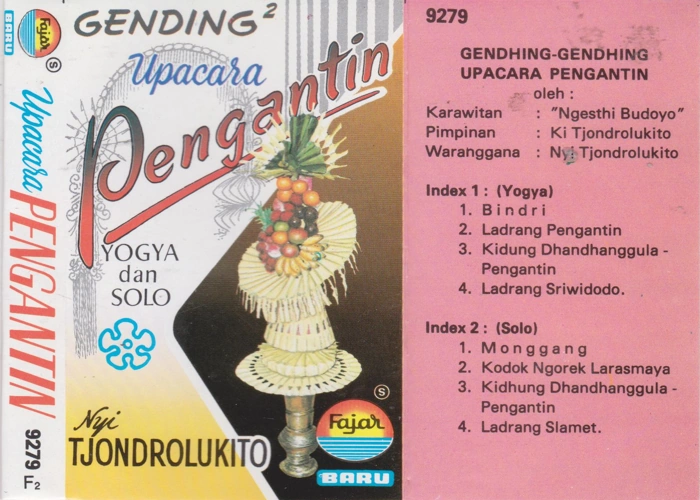 Fajar
BARU
S
Upacara
PENGANTIN
9279
F2
GENDING2
Upacara
Pengantin
YOGYA
dan
SOLO
Nyi
TJONDROLUKITO
S
Fajar
BARU
9279
GENDHING-GENDHING
UPACARA PENGANTIN
oleh :
Karawitan : "Ngesthi Budoyo"
Pimpinan : Ki Tjondrolukito
Waranggana : Nyi Tjondrolukito
Index 1 : (Yogya)
1. Bindri
2. Ladrang Pengantin
3. Kidung Dhandhanggula -
Pengantin
4. Ladrang Sriwidodo.
Index 2 : (Solo)
1. Monggang
2. Kodok Ngorek Larasmaya
3. Kidhung Dhandhanggula -
Pengantin
4. Ladrang Slamet.